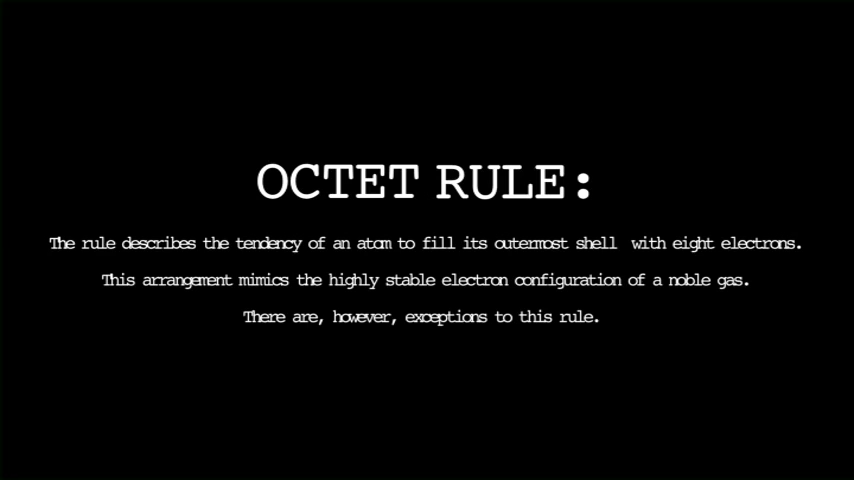 OCTET RULE:
The rule describes the tendency of an atom to fill its outermost shell with eight electrons.
This arrangement mimics the highly stable electron configuration of a noble gas.
There are, however, exceptions to this rule.